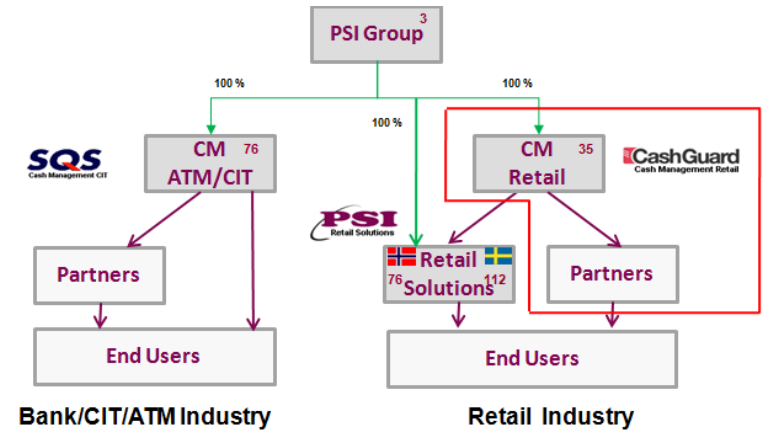 PSI Group 3
100 %
100 %
100 %
SQS
Cash Management CIT
CM 76
ATM/CIT
CM 35
Retail
CashGuard
Cash Management Retail
PSI
Retail Solutions
Partners
Retail
76 Solutions 112
Partners
End Users
End Users
Bank/CIT/ATM Industry
Retail Industry